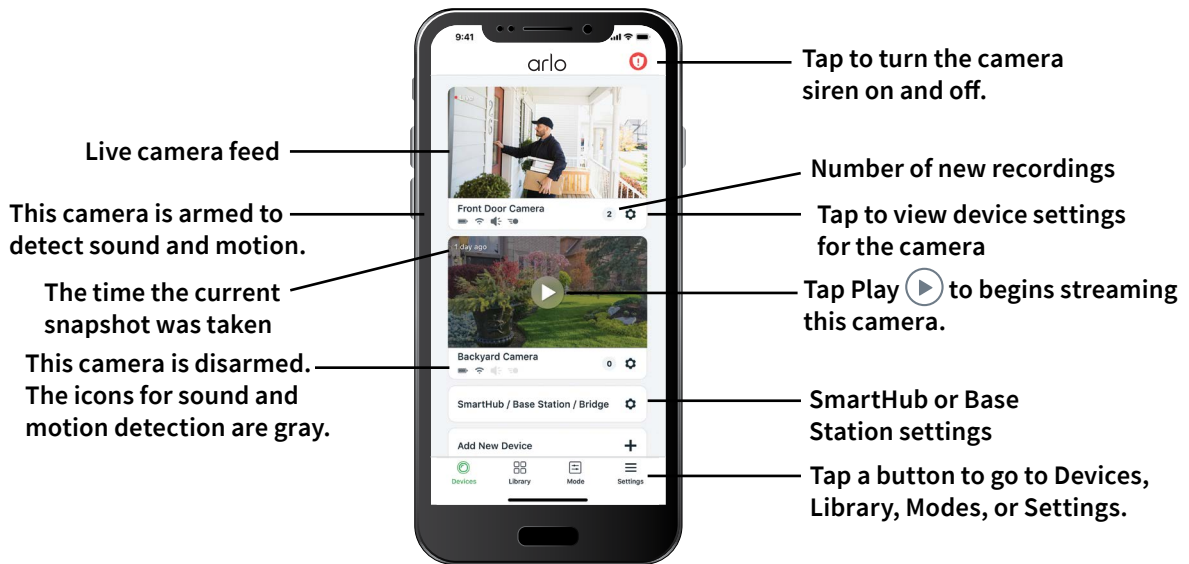 9:41
arlo
Tap to turn the camera
siren on and off.
Live camera feed
Number of new recordings
This camera is armed to
detect sound and motion.
Front Door Camera
2
Tap to view device settings
for the camera
1 day ago
The time the current
snapshot was taken
Tap Play to begins streaming
this camera.
This camera is disarmed.
The icons for sound and
motion detection are gray.
Backyard Camera
0
SmartHub / Base Station / Bridge
SmartHub or Base
Station settings
Add New Device
Devices
Library
Mode
Settings
Tap a button to go to Devices,
Library, Modes, or Settings.